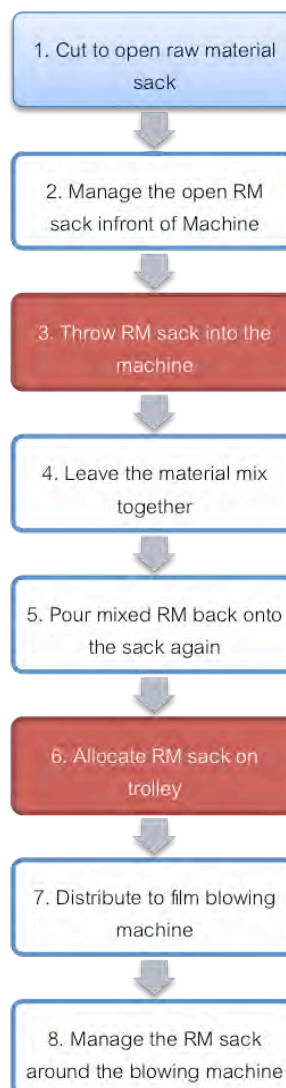 1. Cut to open raw material
sack
2. Manage the open RM
sack infront of Machine
3. Throw RM sack into the
machine
4. Leave the material mix
together
5. Pour mixed RM back onto
the sack again
6. Allocate RM sack on
trolley
7. Distribute to film blowing
machine
8. Manage the RM sack
around the blowing machine